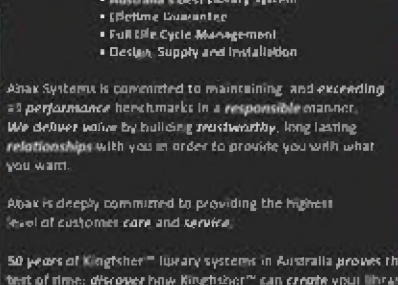 ▪ Australia's Best Library System
▪ Lifetime Guarantee
▪ Full Life Cycle Management
▪ Design, Supply and Installation
Abax Systems is committed to maintaining and exceeding
all performance benchmarks in a responsible manner.
We deliver value by building trustworthy, long lasting
relationships with you in order to provide you with what
you want.
Abax is deeply committed to providing the highest
level of customer care and service.
50 years of Kingfisher™ library systems in Australia proves th
test of time; discover how Kingfisher™ can create your libra